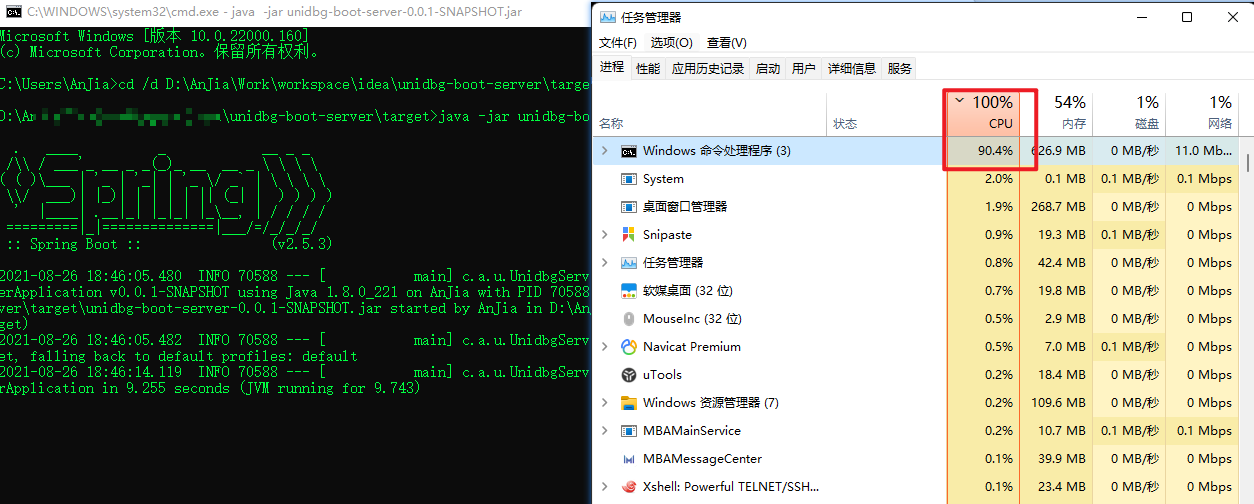 C:\WINDOWS\system32\cmd.exe - java -jar unidbg-boot-server-0.0.1-SNAPSHOT.jar
Microsoft Windows [版本 10.0.22000.160]
(c) Microsoft Corporation。保留所有权利。
C:\Users\AnJia>cd /d D:\AnJia\Work\workspace\idea\unidbg-boot-server\targe
D:\An
\unidbg-boot-server\target>java -jar unidbg-bo
:: Spring Boot :: (v2.5.3)
2021-08-26 18:46:05.480 INFO 70588 --- [ main] c.a.u.UnidbgServ
erApplication v0.0.1-SNAPSHOT using Java 1.8.0_221 on AnJia with PID 70588
ver\target\unidbg-boot-server-0.0.1-SNAPSHOT.jar started by AnJia in D:\An
get)
2021-08-26 18:46:05.482 INFO 70588 --- [ main] c.a.u.UnidbgServ
et, falling back to default profiles: default
2021-08-26 18:46:14.119 INFO 70588 --- [ main] c.a.u.UnidbgServ
erApplication in 9.255 seconds (JVM running for 9.743)
任务管理器
文件(F) 选项(O) 查看(V)
进程 性能 应用历史记录 启动 用户 详细信息 服务
100% 54% 1% 1%
名称 状态 CPU 内存 磁盘 网络
Windows 命令处理程序 (3) 90.4% 626.9 MB 0 MB/秒 11.0 Mb...
System 2.0% 0.1 MB 0.1 MB/秒 0.1 Mbps
桌面窗口管理器 1.9% 268.7 MB 0 MB/秒 0 Mbps
Snipaste 0.9% 19.3 MB 0.1 MB/秒 0 Mbps
任务管理器 0.8% 42.4 MB 0 MB/秒 0 Mbps
软媒桌面 (32 位) 0.7% 19.8 MB 0 MB/秒 0 Mbps
MouseInc (32 位) 0.5% 2.9 MB 0 MB/秒 0 Mbps
Navicat Premium 0.5% 7.0 MB 0.1 MB/秒 0 Mbps
uTools 0.2% 18.4 MB 0 MB/秒 0 Mbps
Windows 资源管理器 (7) 0.2% 109.6 MB 0 MB/秒 0 Mbps
MBAMainService 0.2% 10.7 MB 0.1 MB/秒 0.1 Mbps
MBAMessageCenter 0.1% 39.9 MB 0 MB/秒 0 Mbps
Xshell: Powerful TELNET/SSH... 0.1% 23.4 MB 0 MB/秒 0 Mbps